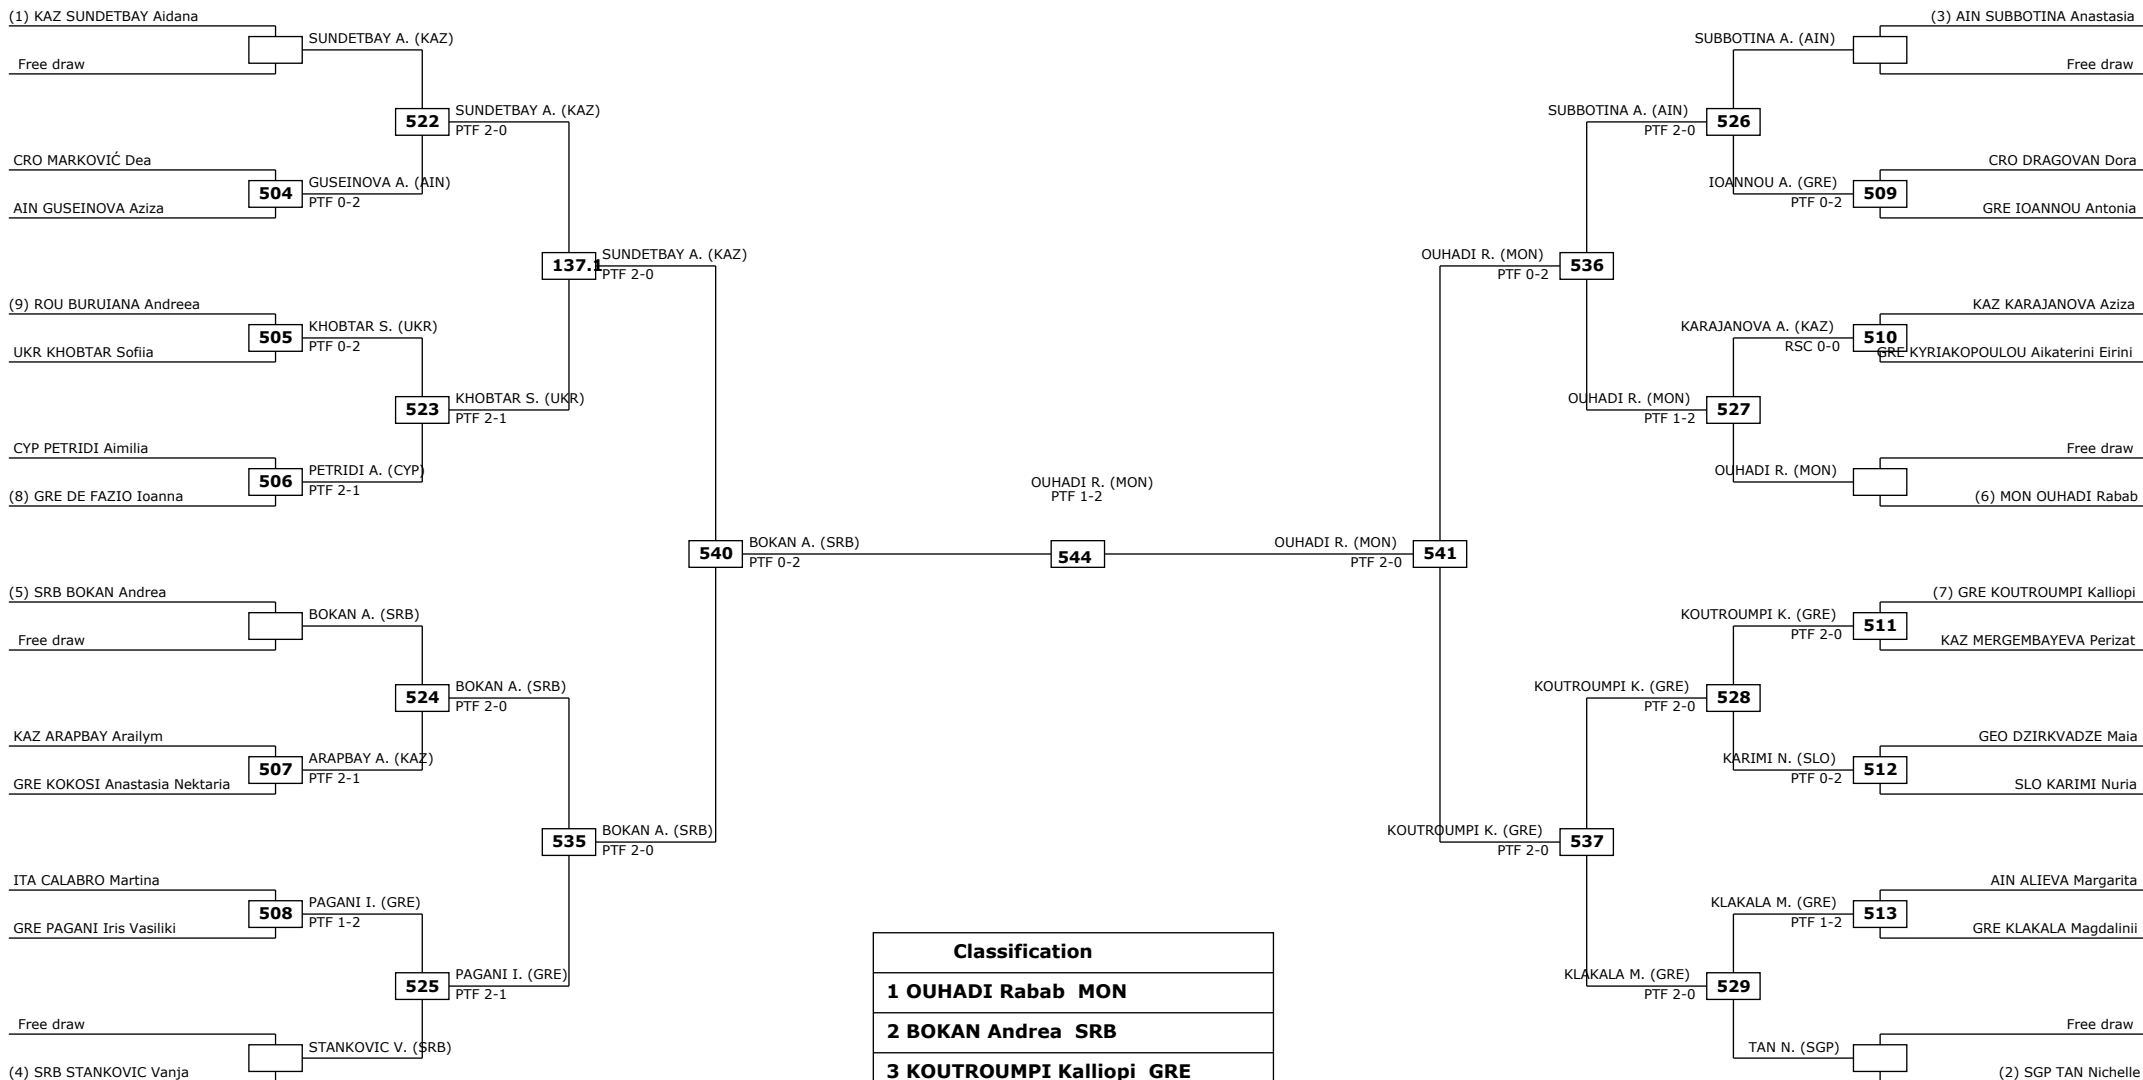 (1) KAZ SUNDETBAY Aidana
SUNDETBAY A. (KAZ)
Free draw
522
SUNDETBAY A. (KAZ)
PTF 2-0
CRO MARKOVIĆ Dea
504
GUSEINOVA A. (AIN)
PTF 0-2
AIN GUSEINOVA Aziza
137.1
SUNDETBAY A. (KAZ)
PTF 2-0
(9) ROU BURUIANA Andreea
505
KHOBTAR S. (UKR)
PTF 0-2
UKR KHOBTAR Sofiia
523
KHOBTAR S. (UKR)
PTF 2-1
CYP PETRIDI Aimilia
506
PETRIDI A. (CYP)
PTF 2-1
(8) GRE DE FAZIO Ioanna
540
BOKAN A. (SRB)
PTF 0-2
(5) SRB BOKAN Andrea
BOKAN A. (SRB)
Free draw
524
BOKAN A. (SRB)
PTF 2-0
KAZ ARAPBAY Arailym
507
ARAPBAY A. (KAZ)
PTF 2-1
GRE KOKOSI Anastasia Nektaria
535
BOKAN A. (SRB)
PTF 2-0
ITA CALABRO Martina
508
PAGANI I. (GRE)
PTF 1-2
GRE PAGANI Iris Vasiliki
525
PAGANI I. (GRE)
PTF 2-1
Free draw
STANKOVIC V. (SRB)
(4) SRB STANKOVIC Vanja
OUHADI R. (MON)
PTF 1-2
544
(3) AIN SUBBOTINA Anastasia
SUBBOTINA A. (AIN)
Free draw
SUBBOTINA A. (AIN)
PTF 2-0
526
CRO DRAGOVAN Dora
IOANNOU A. (GRE)
PTF 0-2
509
GRE IOANNOU Antonia
OUHADI R. (MON)
PTF 0-2
536
KAZ KARAJANOVA Aziza
KARAJANOVA A. (KAZ)
RSC 0-0
510
GRE KYRIAKOPOULOU Aikaterini Eirini
OUHADI R. (MON)
PTF 1-2
527
Free draw
OUHADI R. (MON)
(6) MON OUHADI Rabab
OUHADI R. (MON)
PTF 2-0
541
(7) GRE KOUTROUMPI Kalliopi
KOUTROUMPI K. (GRE)
PTF 2-0
511
KAZ MERGEMBAYEVA Perizat
KOUTROUMPI K. (GRE)
PTF 2-0
528
GEO DZIRKVADZE Maia
KARIMI N. (SLO)
PTF 0-2
512
SLO KARIMI Nuria
KOUTROUMPI K. (GRE)
PTF 2-0
537
AIN ALIEVA Margarita
KLAKALA M. (GRE)
PTF 1-2
513
GRE KLAKALA Magdalinii
KLAKALA M. (GRE)
PTF 2-0
529
Free draw
TAN N. (SGP)
(2) SGP TAN Nichelle
Classification
1 OUHADI Rabab MON
2 BOKAN Andrea SRB
3 KOUTROUMPI Kalliopi GRE